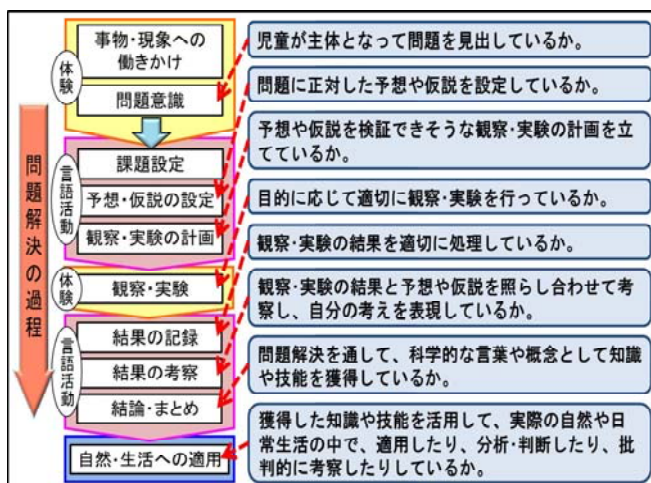 問題解決の過程
体験
事物・現象への
働きかけ
問題意識
言語活動
課題設定
予想・仮説の設定
観察・実験の計画
体験
観察・実験
言語活動
結果の記録
結果の考察
結論・まとめ
自然・生活への適用
児童が主体となって問題を見出しているか。
問題に正対した予想や仮説を設定しているか。
予想や仮説を検証できそうな観察・実験の計画を立
てているか。
目的に応じて適切に観察・実験を行っているか。
観察・実験の結果を適切に処理しているか。
観察・実験の結果と予想や仮説を照らし合わせて考
察し、自分の考えを表現しているか。
問題解決を通して、科学的な言葉や概念として知識
や技能を獲得しているか。
獲得した知識や技能を活用して、実際の自然や日
常生活の中で、適用したり、分析・判断したり、批
判的に考察したりしているか。